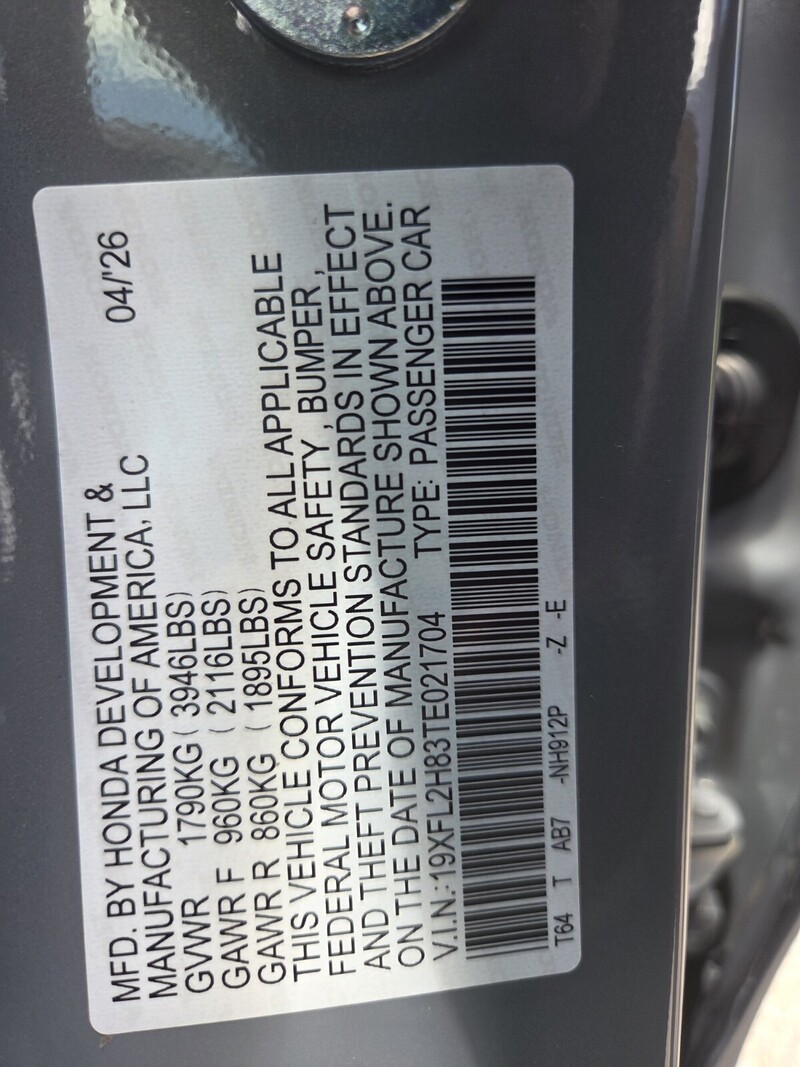 MFD. BY HONDA DEVELOPMENT & 04/'26
MANUFACTURING OF AMERICA, LLC
GVWR 1790KG ( 3946LBS)
GAWR F 960KG ( 2116LBS)
GAWR R 860KG ( 1895LBS)
THIS VEHICLE CONFORMS TO ALL APPLICABLE
FEDERAL MOTOR VEHICLE SAFETY , BUMPER ,
AND THEFT PREVENTION STANDARDS IN EFFECT
ON THE DATE OF MANUFACTURE SHOWN ABOVE.
V.I.N.:19XFL2H83TE021704 TYPE: PASSENGER CAR
T64 T AB7 -NH912P -Z -E